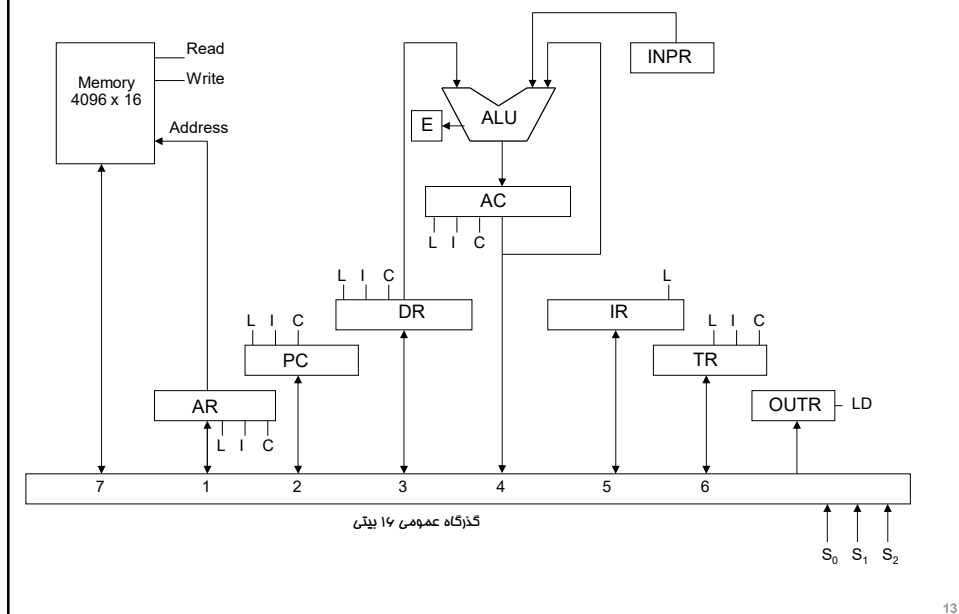 Read
INPR
Memory
4096 x 16
Write
ALU
E
Address
AC
L I C
L I C
L
DR
IR
L I C
L I C
PC
TR
AR
OUTR LD
L I C
7 1 2 3 4 5 6
گذرگاه عمومی ۱۶ بیتی
S0 S1 S2
13